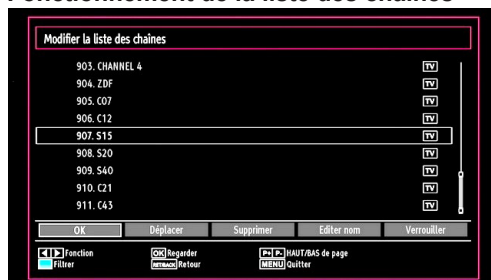 Fonctionnement de la liste des chaînes
Modifier la liste des chaînes
903. CHANNEL 4 TV
904. ZDF TV
905. C07 TV
906. C12 TV
907. S15 TV
908. S20 TV
909. S40 TV
910. C21 TV
911. C43 TV
OK Déplacer Supprimer Editer nom Verrouiller
Fonction OK Regarder P+ P- HAUT/BAS de page
Filtrer RET/BACK Retour MENU Quitter